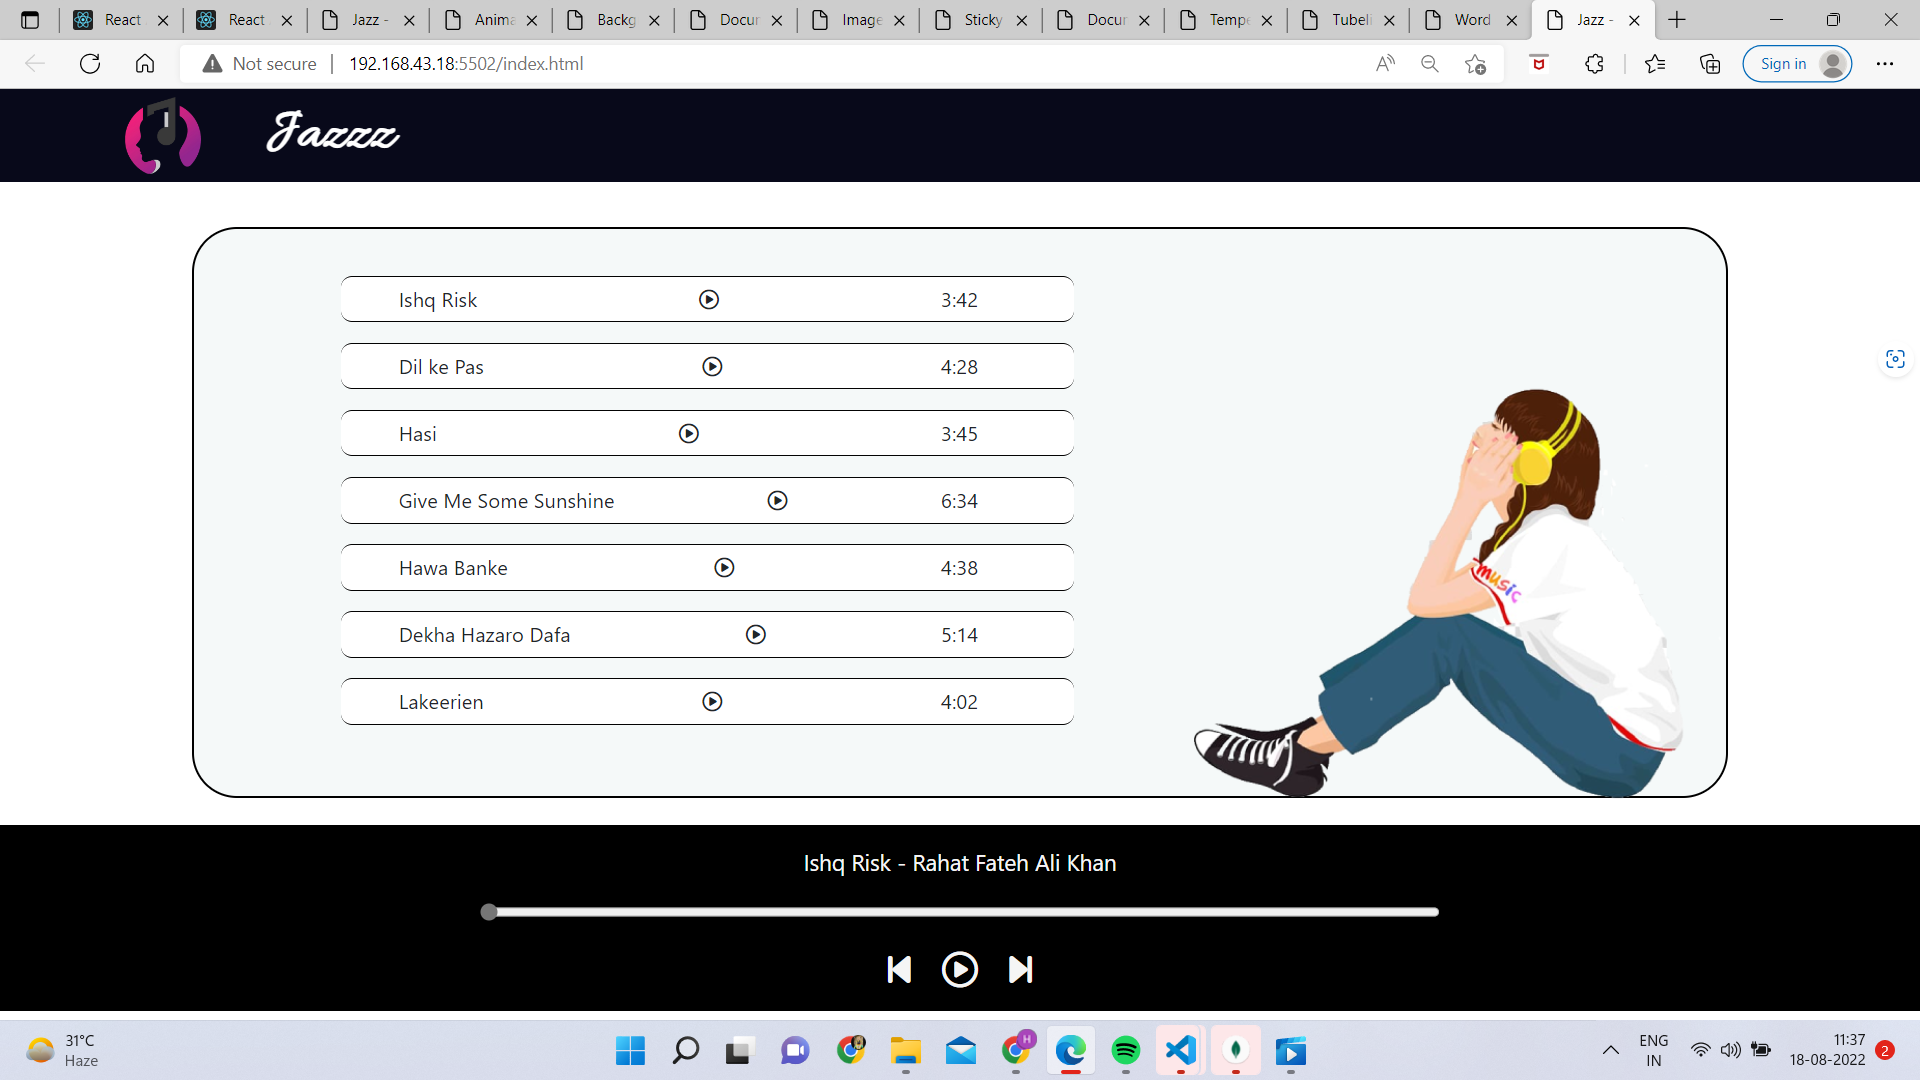 React
React
Jazz -
Anima
Backg
Docur
Image
Sticky
Docur
Tempe
Tubeli
Word
Jazz -
Not secure
192.168.43.18:5502/index.html
Sign in
Jazzz
Ishq Risk 3:42
Dil ke Pas 4:28
Hasi 3:45
Give Me Some Sunshine 6:34
Hawa Banke 4:38
Dekha Hazaro Dafa 5:14
Lakeerien 4:02
music
Ishq Risk - Rahat Fateh Ali Khan
31°C
Haze
H
ENG
IN
11:37
18-08-2022
2